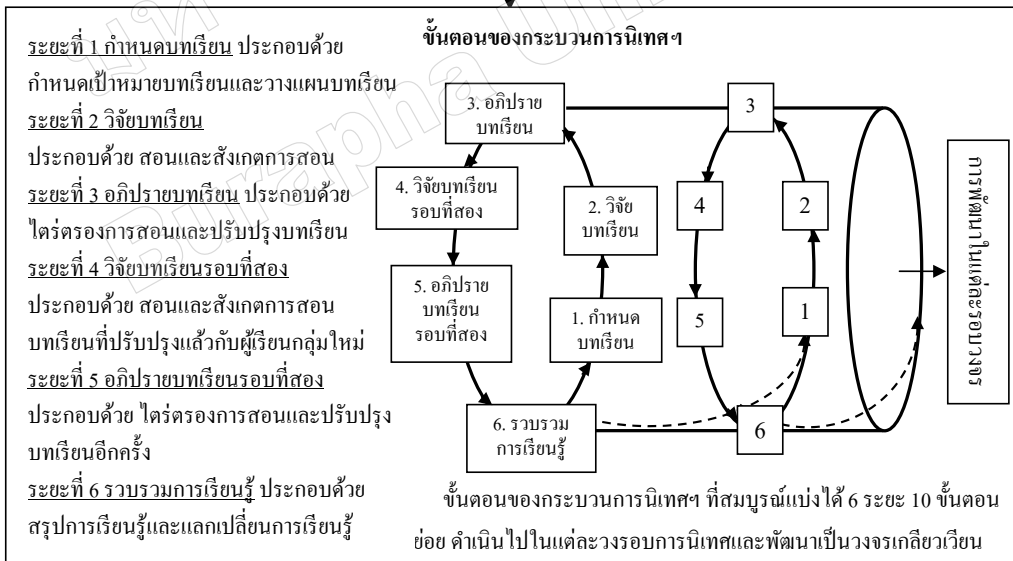 ระยะที่ 1 กำหนดบทเรียน ประกอบด้วย
กำหนดเป้าหมายบทเรียนและวางแผนบทเรียน
ระยะที่ 2 วิจัยบทเรียน
ประกอบด้วย สอนและสังเกตการสอน
ระยะที่ 3 อภิปรายบทเรียน ประกอบด้วย
ไตร่ตรองการสอนและปรับปรุงบทเรียน
ระยะที่ 4 วิจัยบทเรียนรอบที่สอง
ประกอบด้วย สอนและสังเกตการสอน
บทเรียนที่ปรับปรุงแล้วกับผู้เรียนกลุ่มใหม่
ระยะที่ 5 อภิปรายบทเรียนรอบที่สอง
ประกอบด้วย ไตร่ตรองการสอนและปรับปรุง
บทเรียนอีกครั้ง
ระยะที่ 6 รวบรวมการเรียนรู้ ประกอบด้วย
สรุปการเรียนรู้และแลกเปลี่ยนการเรียนรู้
ขั้นตอนของกระบวนการนิเทศฯ
3. อภิปราย
บทเรียน
4. วิจัยบทเรียน
รอบที่สอง
2. วิจัย
บทเรียน
5. อภิปราย
บทเรียน
รอบที่สอง
1. กำหนด
บทเรียน
6. รวบรวม
การเรียนรู้
3
4
2
5
1
6
การพัฒนาในแต่ละรอบวงจร
ขั้นตอนของกระบวนการนิเทศฯ ที่สมบูรณ์แบ่งได้ 6 ระยะ 10 ขั้นตอน
ย่อย ดำเนินไปในแต่ละวงรอบการนิเทศและพัฒนาเป็นวงจรเกลียวเวียน
Burapha